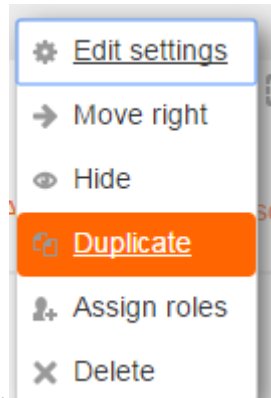 Edit settings
Move right
Hide
Duplicate
Assign roles
Delete